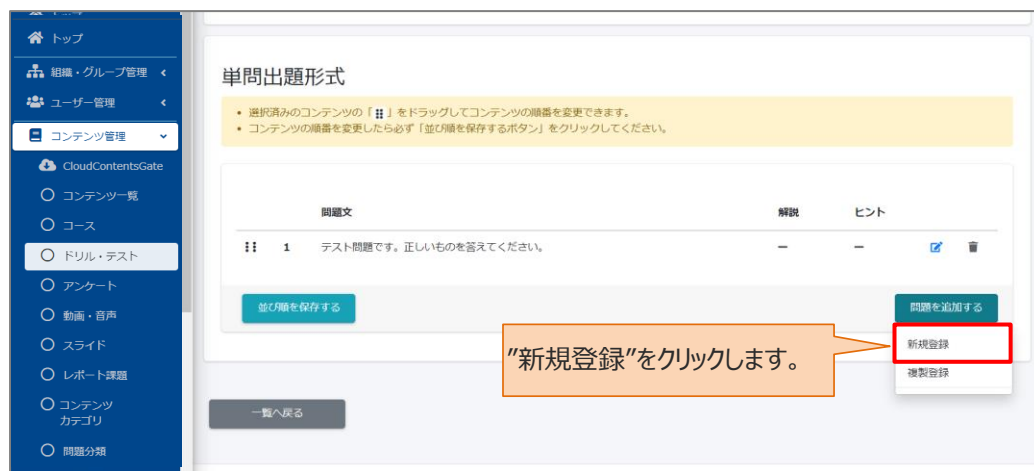 トップ
組織・グループ管理
ユーザー管理
コンテンツ管理
CloudContentsGate
コンテンツ一覧
コース
ドリル・テスト
アンケート
動画・音声
スライド
レポート課題
コンテンツ
カテゴリ
問題分類
単問出題形式
選択済みのコンテンツの「 」をドラッグしてコンテンツの順番を変更できます。
コンテンツの順番を変更したら必ず「並び順を保存するボタン」をクリックしてください。
問題文 解説 ヒント
1 テスト問題です。正しいものを答えてください。 − −
並び順を保存する 問題を追加する
新規登録
複製登録
”新規登録”をクリックします。
一覧へ戻る